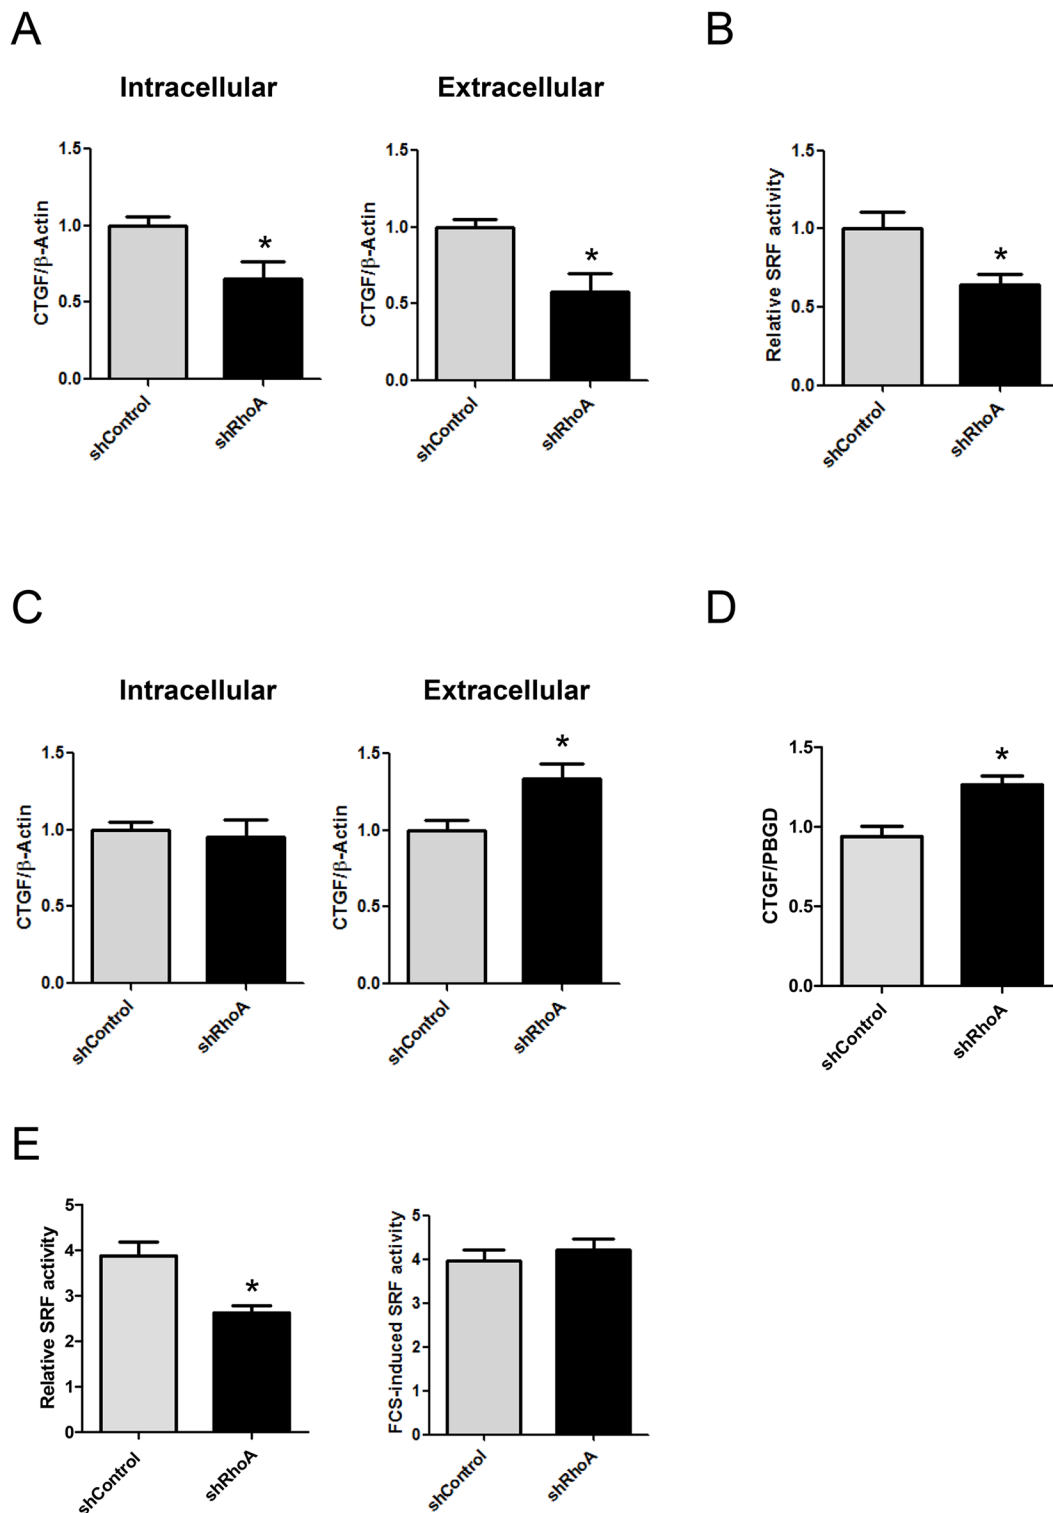 A
B
Intracellular
Extracellular
CTGF/β-Actin
1.5
1.0
0.5
0.0
*
shControl
shRhoA
CTGF/β-Actin
1.5
1.0
0.5
0.0
*
shControl
shRhoA
Relative SRF activity
1.5
1.0
0.5
0.0
*
shControl
shRhoA
C
D
Intracellular
Extracellular
CTGF/β-Actin
1.5
1.0
0.5
0.0
shControl
shRhoA
CTGF/β-Actin
1.5
1.0
0.5
0.0
*
shControl
shRhoA
CTGF/PBGD
1.5
1.0
0.5
0.0
*
shControl
shRhoA
E
Relative SRF activity
5
4
3
2
1
0
*
shControl
shRhoA
FCS-induced SRF activity
5
4
3
2
1
0
shControl
shRhoA